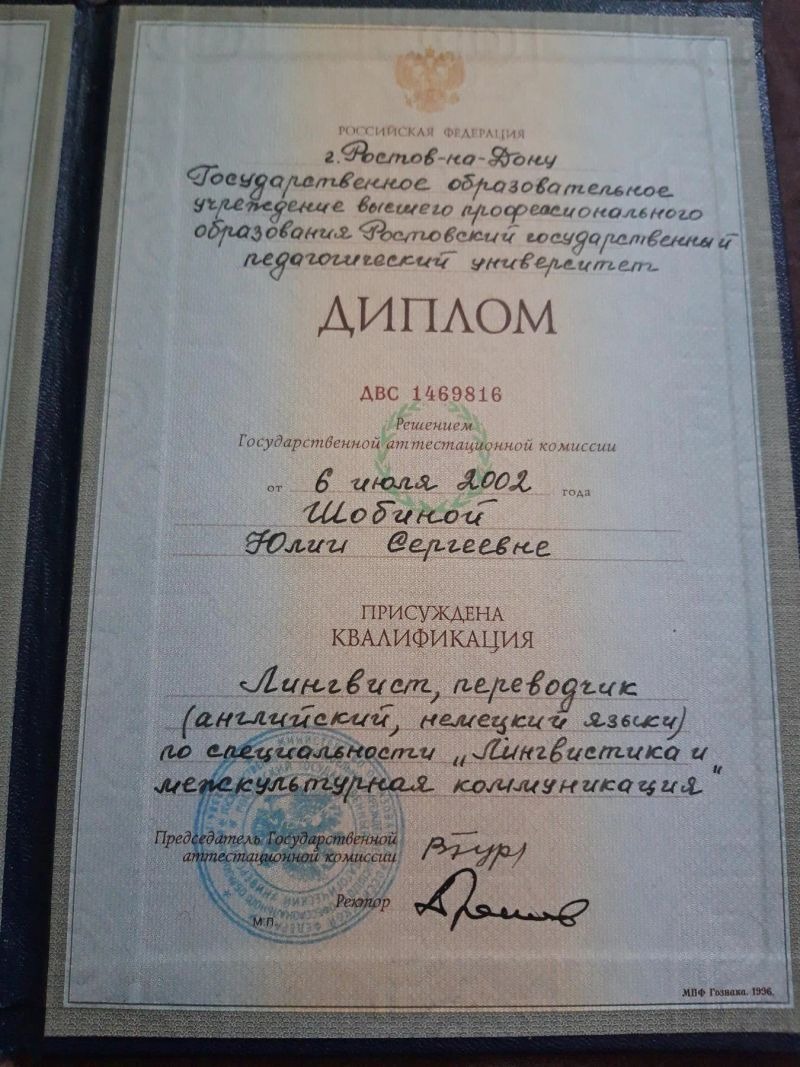 РОССИЙСКАЯ ФЕДЕРАЦИЯ
г. Ростов-на-Дону
Государственное образовательное
учреждение высшего профессионального
образования Ростовский государственный
педагогический университет
ДИПЛОМ
ДВС 1469816
Решением
Государственной аттестационной комиссии
от 6 июля 2002 года
Шобиной
Юлии Сергеевне
ПРИСУЖДЕНА
КВАЛИФИКАЦИЯ
Лингвист, переводчик
(английский, немецкий языки)
по специальности „Лингвистика и
межкультурная коммуникация"
Председатель Государственной
аттестационной комиссии
Ректор
М.П.
МПФ Гознака. 1996.